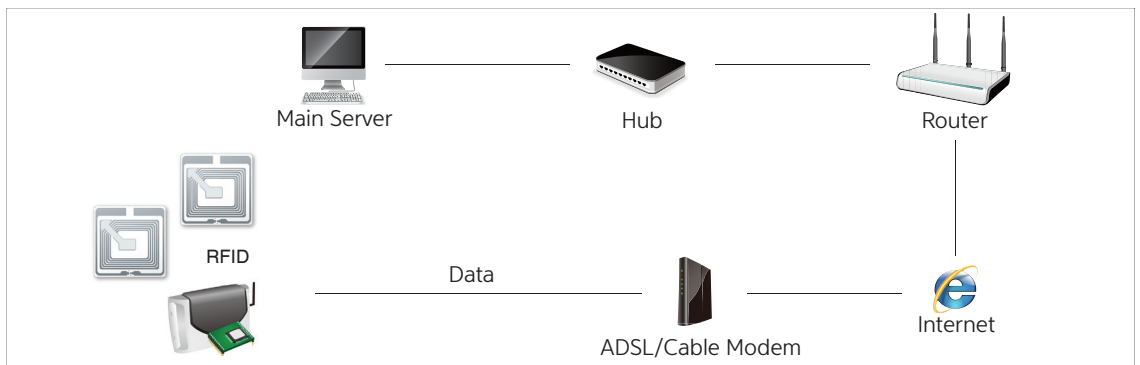 Main Server
Hub
Router
RFID
Data
Internet
ADSL/Cable Modem